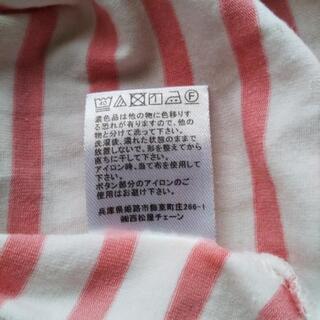 濃色品は他の物に色移りす
る恐れが有りますので、他の
物と分けて洗って下さい。
洗濯後、濡れた状態のままで
放置しないで、形を整えてから
直ちに干して下さい。
アイロン時、当て布を使用して
下さい。
ボタン部分のアイロンのご
使用はお避け下さい。
兵庫県姫路市飾東町庄266-1
㈱西松屋チェーン